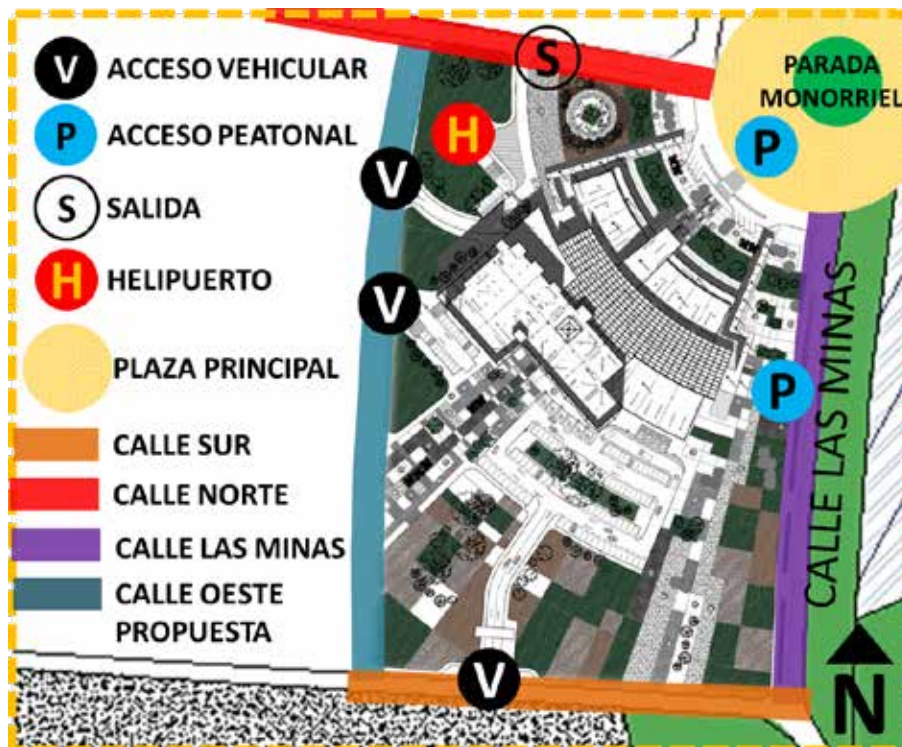 V ACCESO VEHICULAR
P ACCESO PEATONAL
S SALIDA
H HELIPUERTO
PLAZA PRINCIPAL
CALLE SUR
CALLE NORTE
CALLE LAS MINAS
CALLE OESTE
PROPUESTA
S
PARADA
MONORRIEL
H
P
V
V
P
CALLE LAS MINAS
V
N